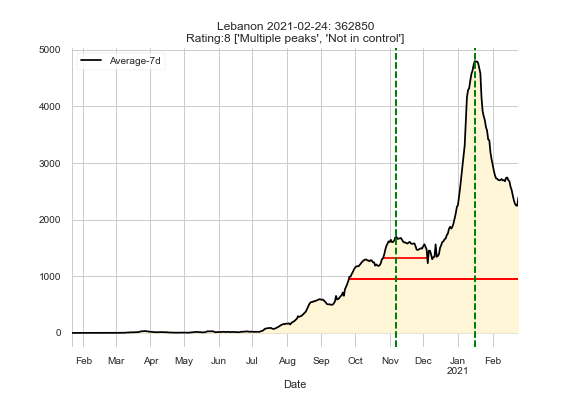 Lebanon 2021-02-24: 362850
Rating:8 ['Multiple peaks', 'Not in control']
Average-7d
5000
4000
3000
2000
1000
0
Feb Mar Apr May Jun Jul Aug Sep Oct Nov Dec Jan Feb
2021
Date